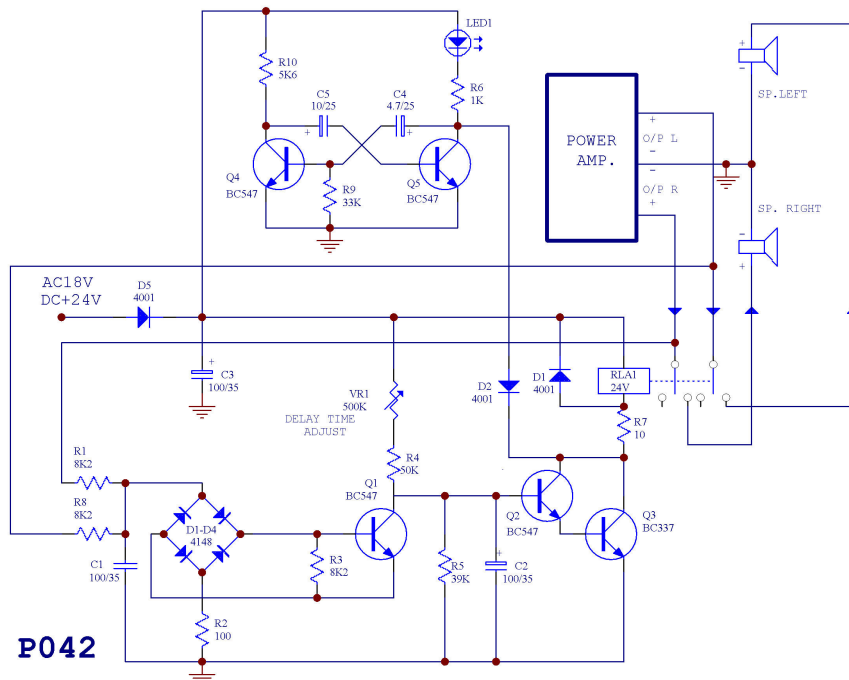 LED1
R10
5K6
C5
10/25
+
C4
4.7/25
+
R6
1K
Q4
BC547
R9
33K
Q5
BC547
POWER
AMP.
+
O/P L
−
−
O/P R
+
+
−
SP.LEFT
SP. RIGHT
−
+
AC18V
DC+24V
D5
4001
+
C3
100/35
VR1
500K
DELAY TIME
ADJUST
R4
50K
D2
4001
D1
4001
RLA1
24V
R7
10
R1
8K2
R8
8K2
C1
100/35
D1-D4
4148
R2
100
R3
8K2
Q1
BC547
R5
39K
+
C2
100/35
Q2
BC547
Q3
BC337
P042